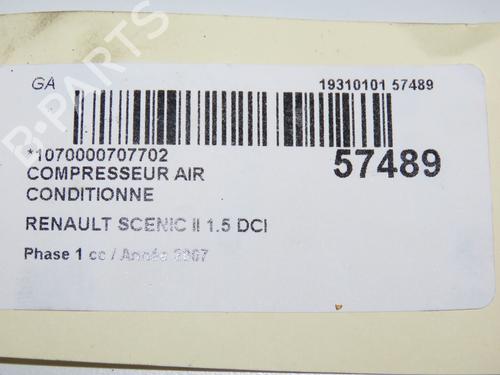 GA
19310101 57489
*1070000707702
57489
COMPRESSEUR AIR
CONDITIONNE
RENAULT SCENIC II 1.5 DCI
Phase 1 cc / Année 2007
B-PARTS